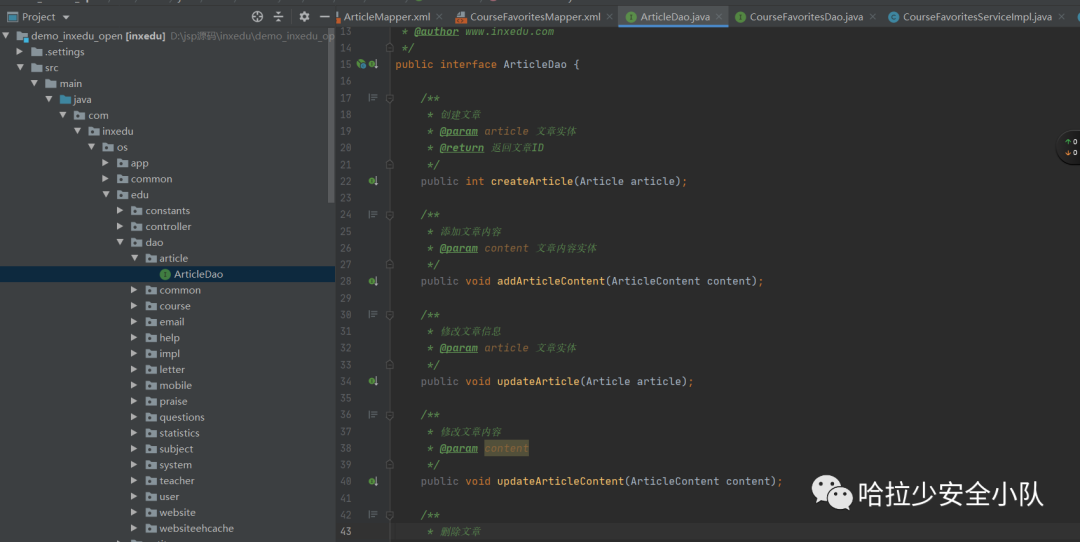 Project
ArticleMapper.xml
CourseFavoritesMapper.xml
ArticleDao.java
CourseFavoritesDao.java
CourseFavoritesServiceImpl.java
demo_inxedu_open [inxedu] D:\jsp源码\inxedu\demo_inxedu_op
.settings
src
main
java
com
inxedu
os
app
common
edu
constants
controller
dao
article
ArticleDao
common
course
email
help
impl
letter
mobile
praise
questions
statistics
subject
system
teacher
user
website
websiteehcache
13 * @author www.inxedu.com
14 */
15 public interface ArticleDao {
16
17 /**
18 * 创建文章
19 * @param article 文章实体
20 * @return 返回文章ID
21 */
22 public int createArticle(Article article);
23
24 /**
25 * 添加文章内容
26 * @param content 文章内容实体
27 */
28 public void addArticleContent(ArticleContent content);
29
30 /**
31 * 修改文章信息
32 * @param article 文章实体
33 */
34 public void updateArticle(Article article);
35
36 /**
37 * 修改文章内容
38 * @param content
39 */
40 public void updateArticleContent(ArticleContent content);
41
42 /**
43 * 删除文章
0
0
哈拉少安全小队